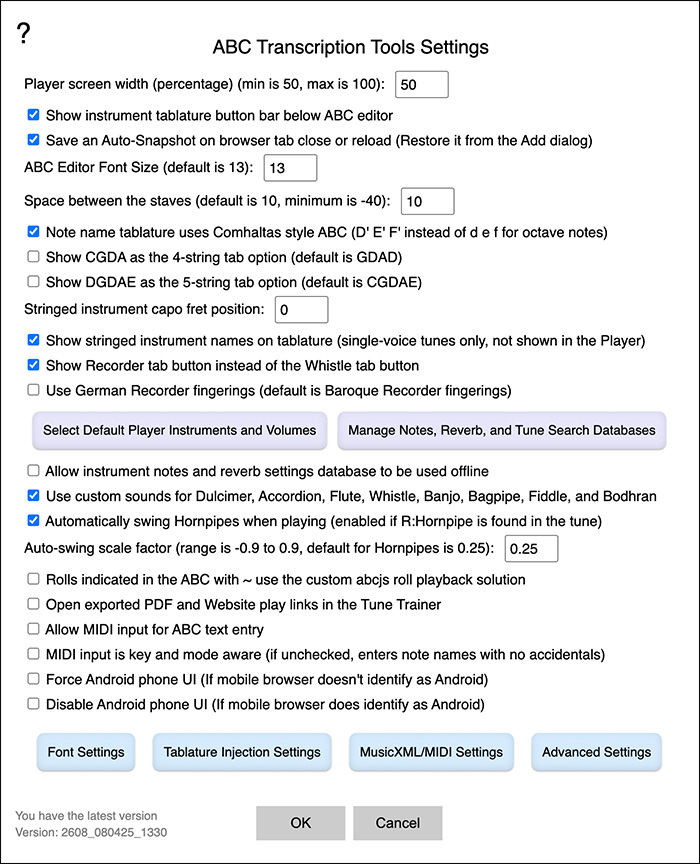 ?
ABC Transcription Tools Settings
Player screen width (percentage) (min is 50, max is 100): 50
Show instrument tablature button bar below ABC editor
Save an Auto-Snapshot on browser tab close or reload (Restore it from the Add dialog)
ABC Editor Font Size (default is 13): 13
Space between the staves (default is 10, minimum is -40): 10
Note name tablature uses Comhaltas style ABC (D' E' F' instead of d e f for octave notes)
Show CGDA as the 4-string tab option (default is GDAD)
Show DGDAE as the 5-string tab option (default is CGDAE)
Stringed instrument capo fret position: 0
Show stringed instrument names on tablature (single-voice tunes only, not shown in the Player)
Show Recorder tab button instead of the Whistle tab button
Use German Recorder fingerings (default is Baroque Recorder fingerings)
Select Default Player Instruments and Volumes Manage Notes, Reverb, and Tune Search Databases
Allow instrument notes and reverb settings database to be used offline
Use custom sounds for Dulcimer, Accordion, Flute, Whistle, Banjo, Bagpipe, Fiddle, and Bodhran
Automatically swing Hornpipes when playing (enabled if R:Hornpipe is found in the tune)
Auto-swing scale factor (range is -0.9 to 0.9, default for Hornpipes is 0.25): 0.25
Rolls indicated in the ABC with ~ use the custom abcjs roll playback solution
Open exported PDF and Website play links in the Tune Trainer
Allow MIDI input for ABC text entry
MIDI input is key and mode aware (if unchecked, enters note names with no accidentals)
Force Android phone UI (If mobile browser doesn't identify as Android)
Disable Android phone UI (If mobile browser does identify as Android)
Font Settings Tablature Injection Settings MusicXML/MIDI Settings Advanced Settings
You have the latest version
Version: 2608_080425_1330
OK Cancel